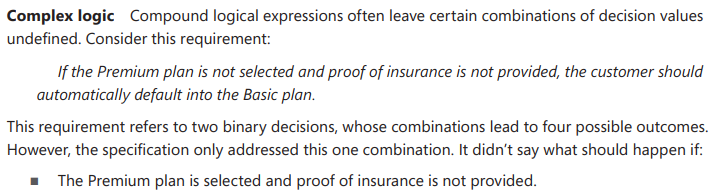 Complex logic Compound logical expressions often leave certain combinations of decision values
undefined. Consider this requirement:
If the Premium plan is not selected and proof of insurance is not provided, the customer should
automatically default into the Basic plan.
This requirement refers to two binary decisions, whose combinations lead to four possible outcomes.
However, the specification only addressed this one combination. It didn’t say what should happen if:
■ The Premium plan is selected and proof of insurance is not provided.